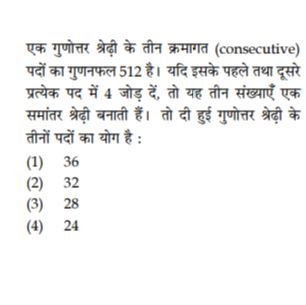 एक गुणोत्तर श्रेढ़ी के तीन क्रमागत (consecutive)
पदों का गुणनफल 512 है। यदि इसके पहले तथा दूसरे
प्रत्येक पद में 4 जोड़ दें, तो यह तीन संख्याएँ एक
समांतर श्रेढ़ी बनाती हैं। तो दी हुई गुणोत्तर श्रेढ़ी के
तीनों पदों का योग है :
(1) 36
(2) 32
(3) 28
(4) 24